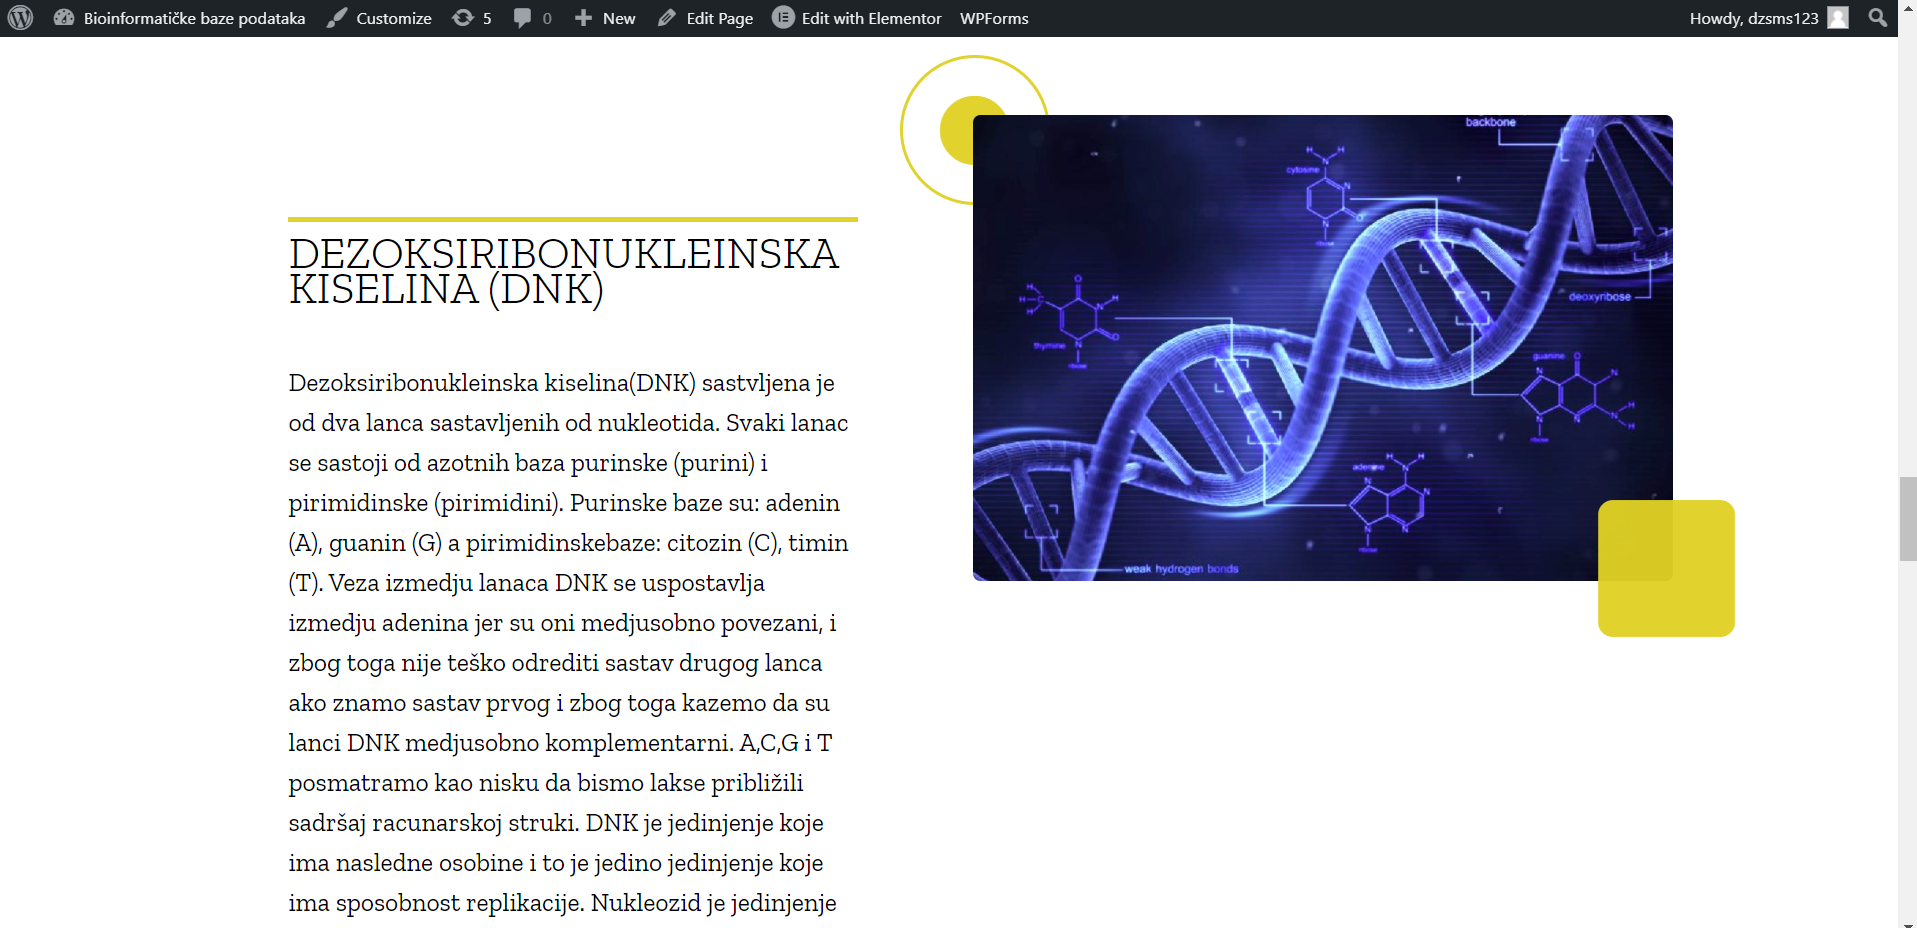 Bioinformatičke baze podataka Customize 5 0 New Edit Page Edit with Elementor WPForms Howdy, dzsms123
DEZOKSIRIBONUKLEINSKA
KISELINA (DNK)
Dezoksiribonukleinska kiselina(DNK) sastvljena je
od dva lanca sastavljenih od nukleotida. Svaki lanac
se sastoji od azotnih baza purinske (purini) i
pirimidinske (pirimidini). Purinske baze su: adenin
(A), guanin (G) a pirimidinskebaze: citozin (C), timin
(T). Veza izmedju lanaca DNK se uspostavlja
izmedju adenina jer su oni medjusobno povezani, i
zbog toga nije teško odrediti sastav drugog lanca
ako znamo sastav prvog i zbog toga kazemo da su
lanci DNK medjusobno komplementarni. A,C,G i T
posmatramo kao nisku da bismo lakse približili
sadržaj racunarskoj struki. DNK je jedinjenje koje
ima nasledne osobine i to je jedino jedinjenje koje
ima sposobnost replikacije. Nukleozid je jedinjenje
backbone
cytosine
H H
N
N
O
N
ribose
deoxyribose
O
H
H C
H
N H
O
N
thymine
ribose
guanine
O
N
N
N
N
N
H
H
ribose
adenine
H H
N
N
N
N
N
ribose
weak hydrogen bonds